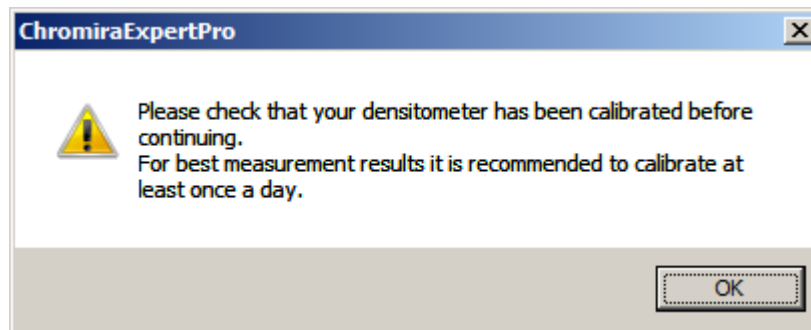 ChromiraExpertPro
Please check that your densitometer has been calibrated before
continuing.
For best measurement results it is recommended to calibrate at
least once a day.
OK